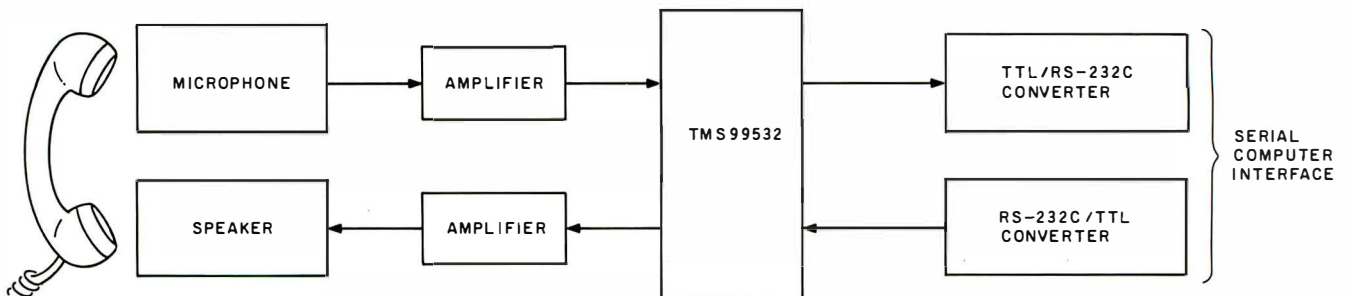 MICROPHONE
AMPLIFIER
TMS99532
TTL/RS-232C
CONVERTER
SERIAL
COMPUTER
INTERFACE
SPEAKER
AMPLIFIER
RS-232C/TTL
CONVERTER